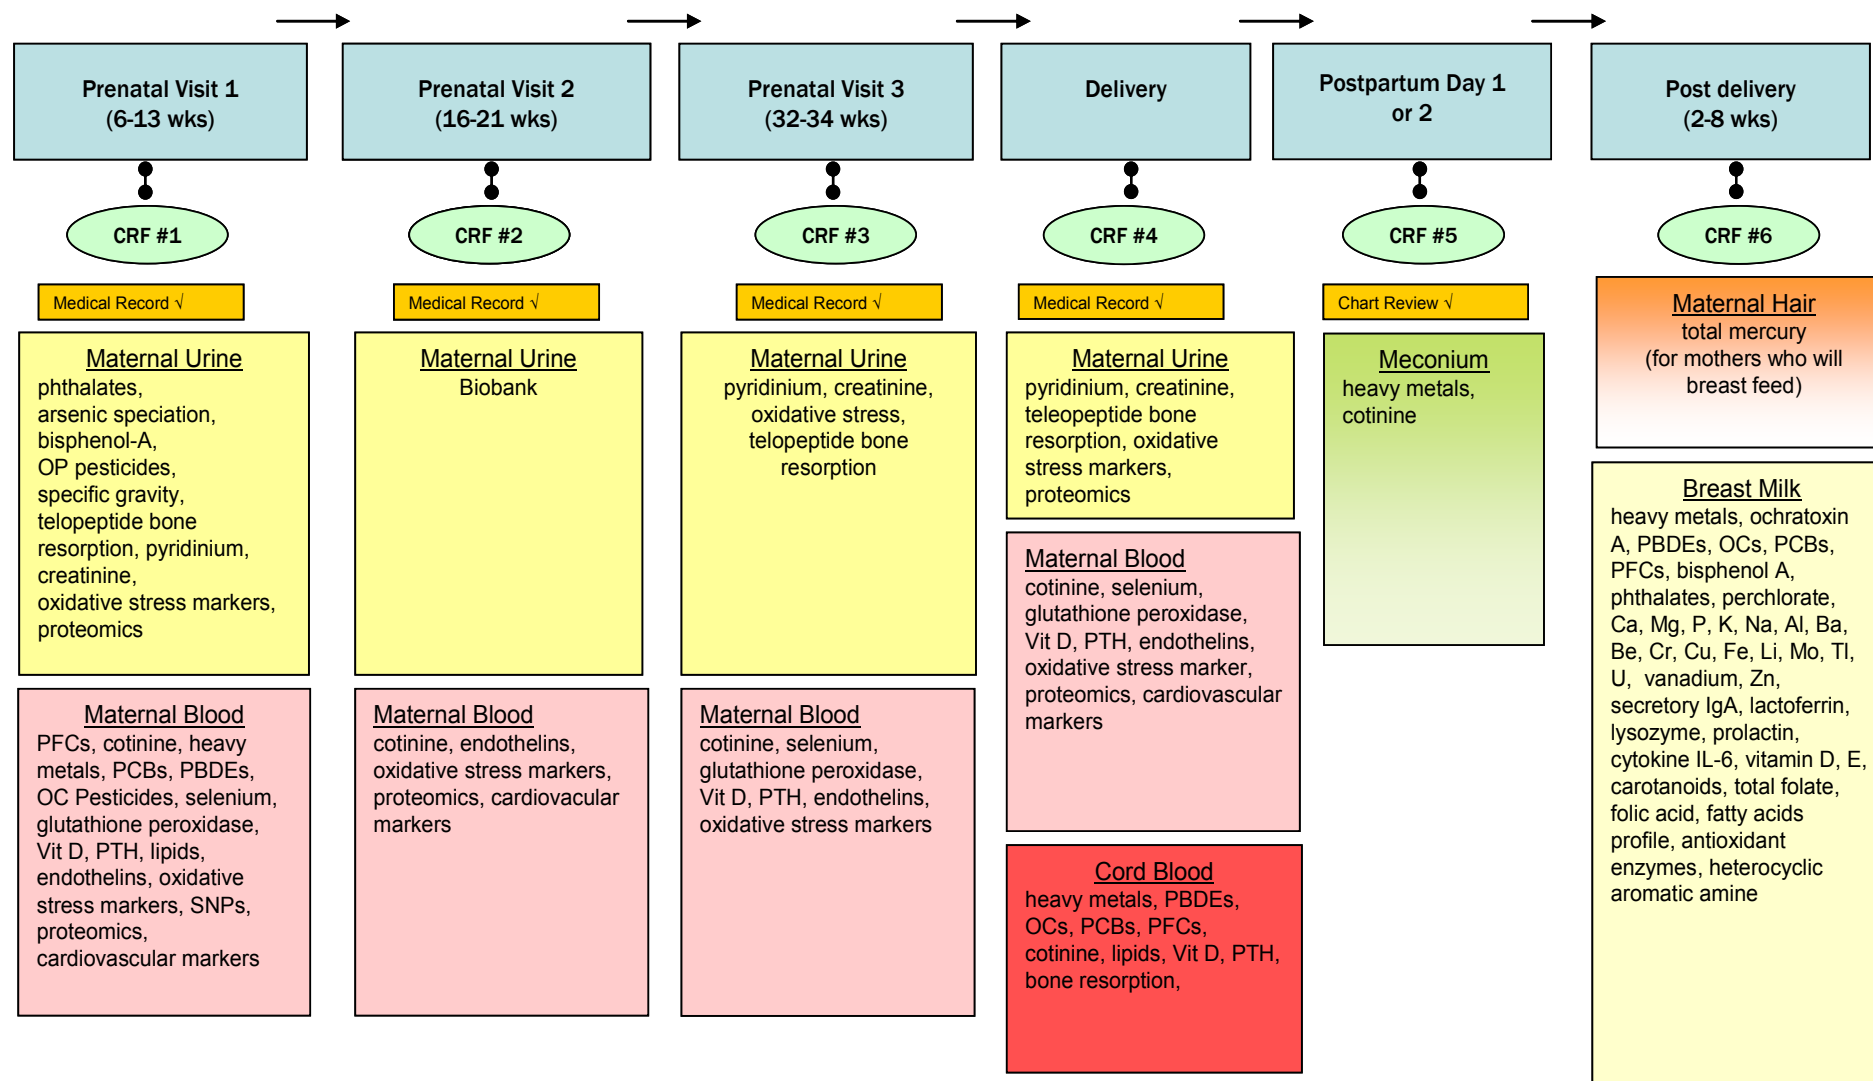 Prenatal Visit 1
(6-13 wks)
Prenatal Visit 2
(16-21 wks)
Prenatal Visit 3
(32-34 wks)
Delivery
Postpartum Day 1
or 2
Post delivery
(2-8 wks)
CRF #1
CRF #2
CRF #3
CRF #4
CRF #5
CRF #6
Medical Record √
Medical Record √
Medical Record √
Medical Record √
Chart Review √
Maternal Urine
phthalates,
arsenic speciation,
bisphenol-A,
OP pesticides,
specific gravity,
telopeptide bone
resorption, pyridinium,
creatinine,
oxidative stress markers,
proteomics
Maternal Blood
PFCs, cotinine, heavy
metals, PCBs, PBDEs,
OC Pesticides, selenium,
glutathione peroxidase,
Vit D, PTH, lipids,
endothelins, oxidative
stress markers, SNPs,
proteomics,
cardiovascular markers
Maternal Urine
Biobank
Maternal Blood
cotinine, endothelins,
oxidative stress markers,
proteomics, cardiovacular
markers
Maternal Urine
pyridinium, creatinine,
oxidative stress,
telopeptide bone
resorption
Maternal Blood
cotinine, selenium,
glutathione peroxidase,
Vit D, PTH, endothelins,
oxidative stress markers
Maternal Urine
pyridinium, creatinine,
teleopeptide bone
resorption, oxidative
stress markers,
proteomics
Maternal Blood
cotinine, selenium,
glutathione peroxidase,
Vit D, PTH, endothelins,
oxidative stress marker,
proteomics, cardiovascular
markers
Cord Blood
heavy metals, PBDEs,
OCs, PCBs, PFCs,
cotinine, lipids, Vit D, PTH,
bone resorption,
Meconium
heavy metals,
cotinine
Maternal Hair
total mercury
(for mothers who will
breast feed)
Breast Milk
heavy metals, ochratoxin
A, PBDEs, OCs, PCBs,
PFCs, bisphenol A,
phthalates, perchlorate,
Ca, Mg, P, K, Na, Al, Ba,
Be, Cr, Cu, Fe, Li, Mo, Tl,
U, vanadium, Zn,
secretory IgA, lactoferrin,
lysozyme, prolactin,
cytokine IL-6, vitamin D, E,
carotanoids, total folate,
folic acid, fatty acids
profile, antioxidant
enzymes, heterocyclic
aromatic amine